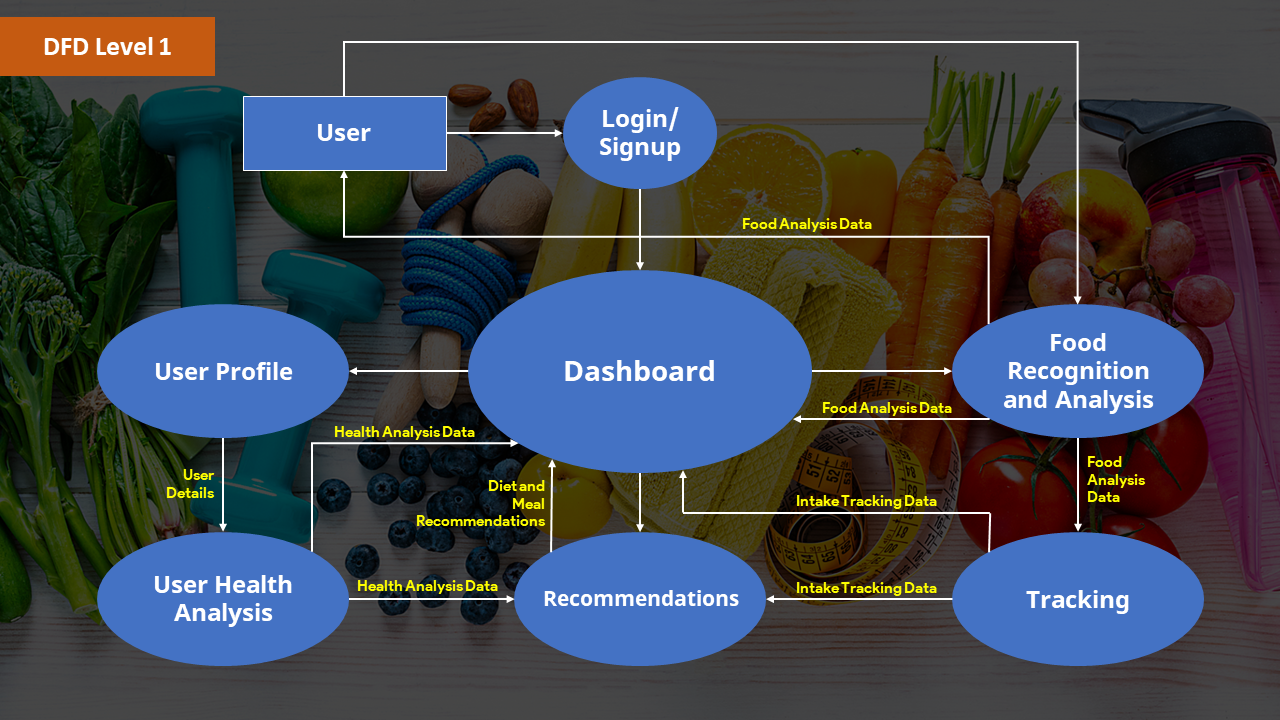 DFD Level 1
User
Login/
Signup
Food Analysis Data
User Profile
Dashboard
Food
Recognition
and Analysis
Food Analysis Data
Health Analysis Data
User
Details
Diet and
Meal
Recommendations
Food
Analysis
Data
Intake Tracking Data
User Health
Analysis
Health Analysis Data
Recommendations
Intake Tracking Data
Tracking